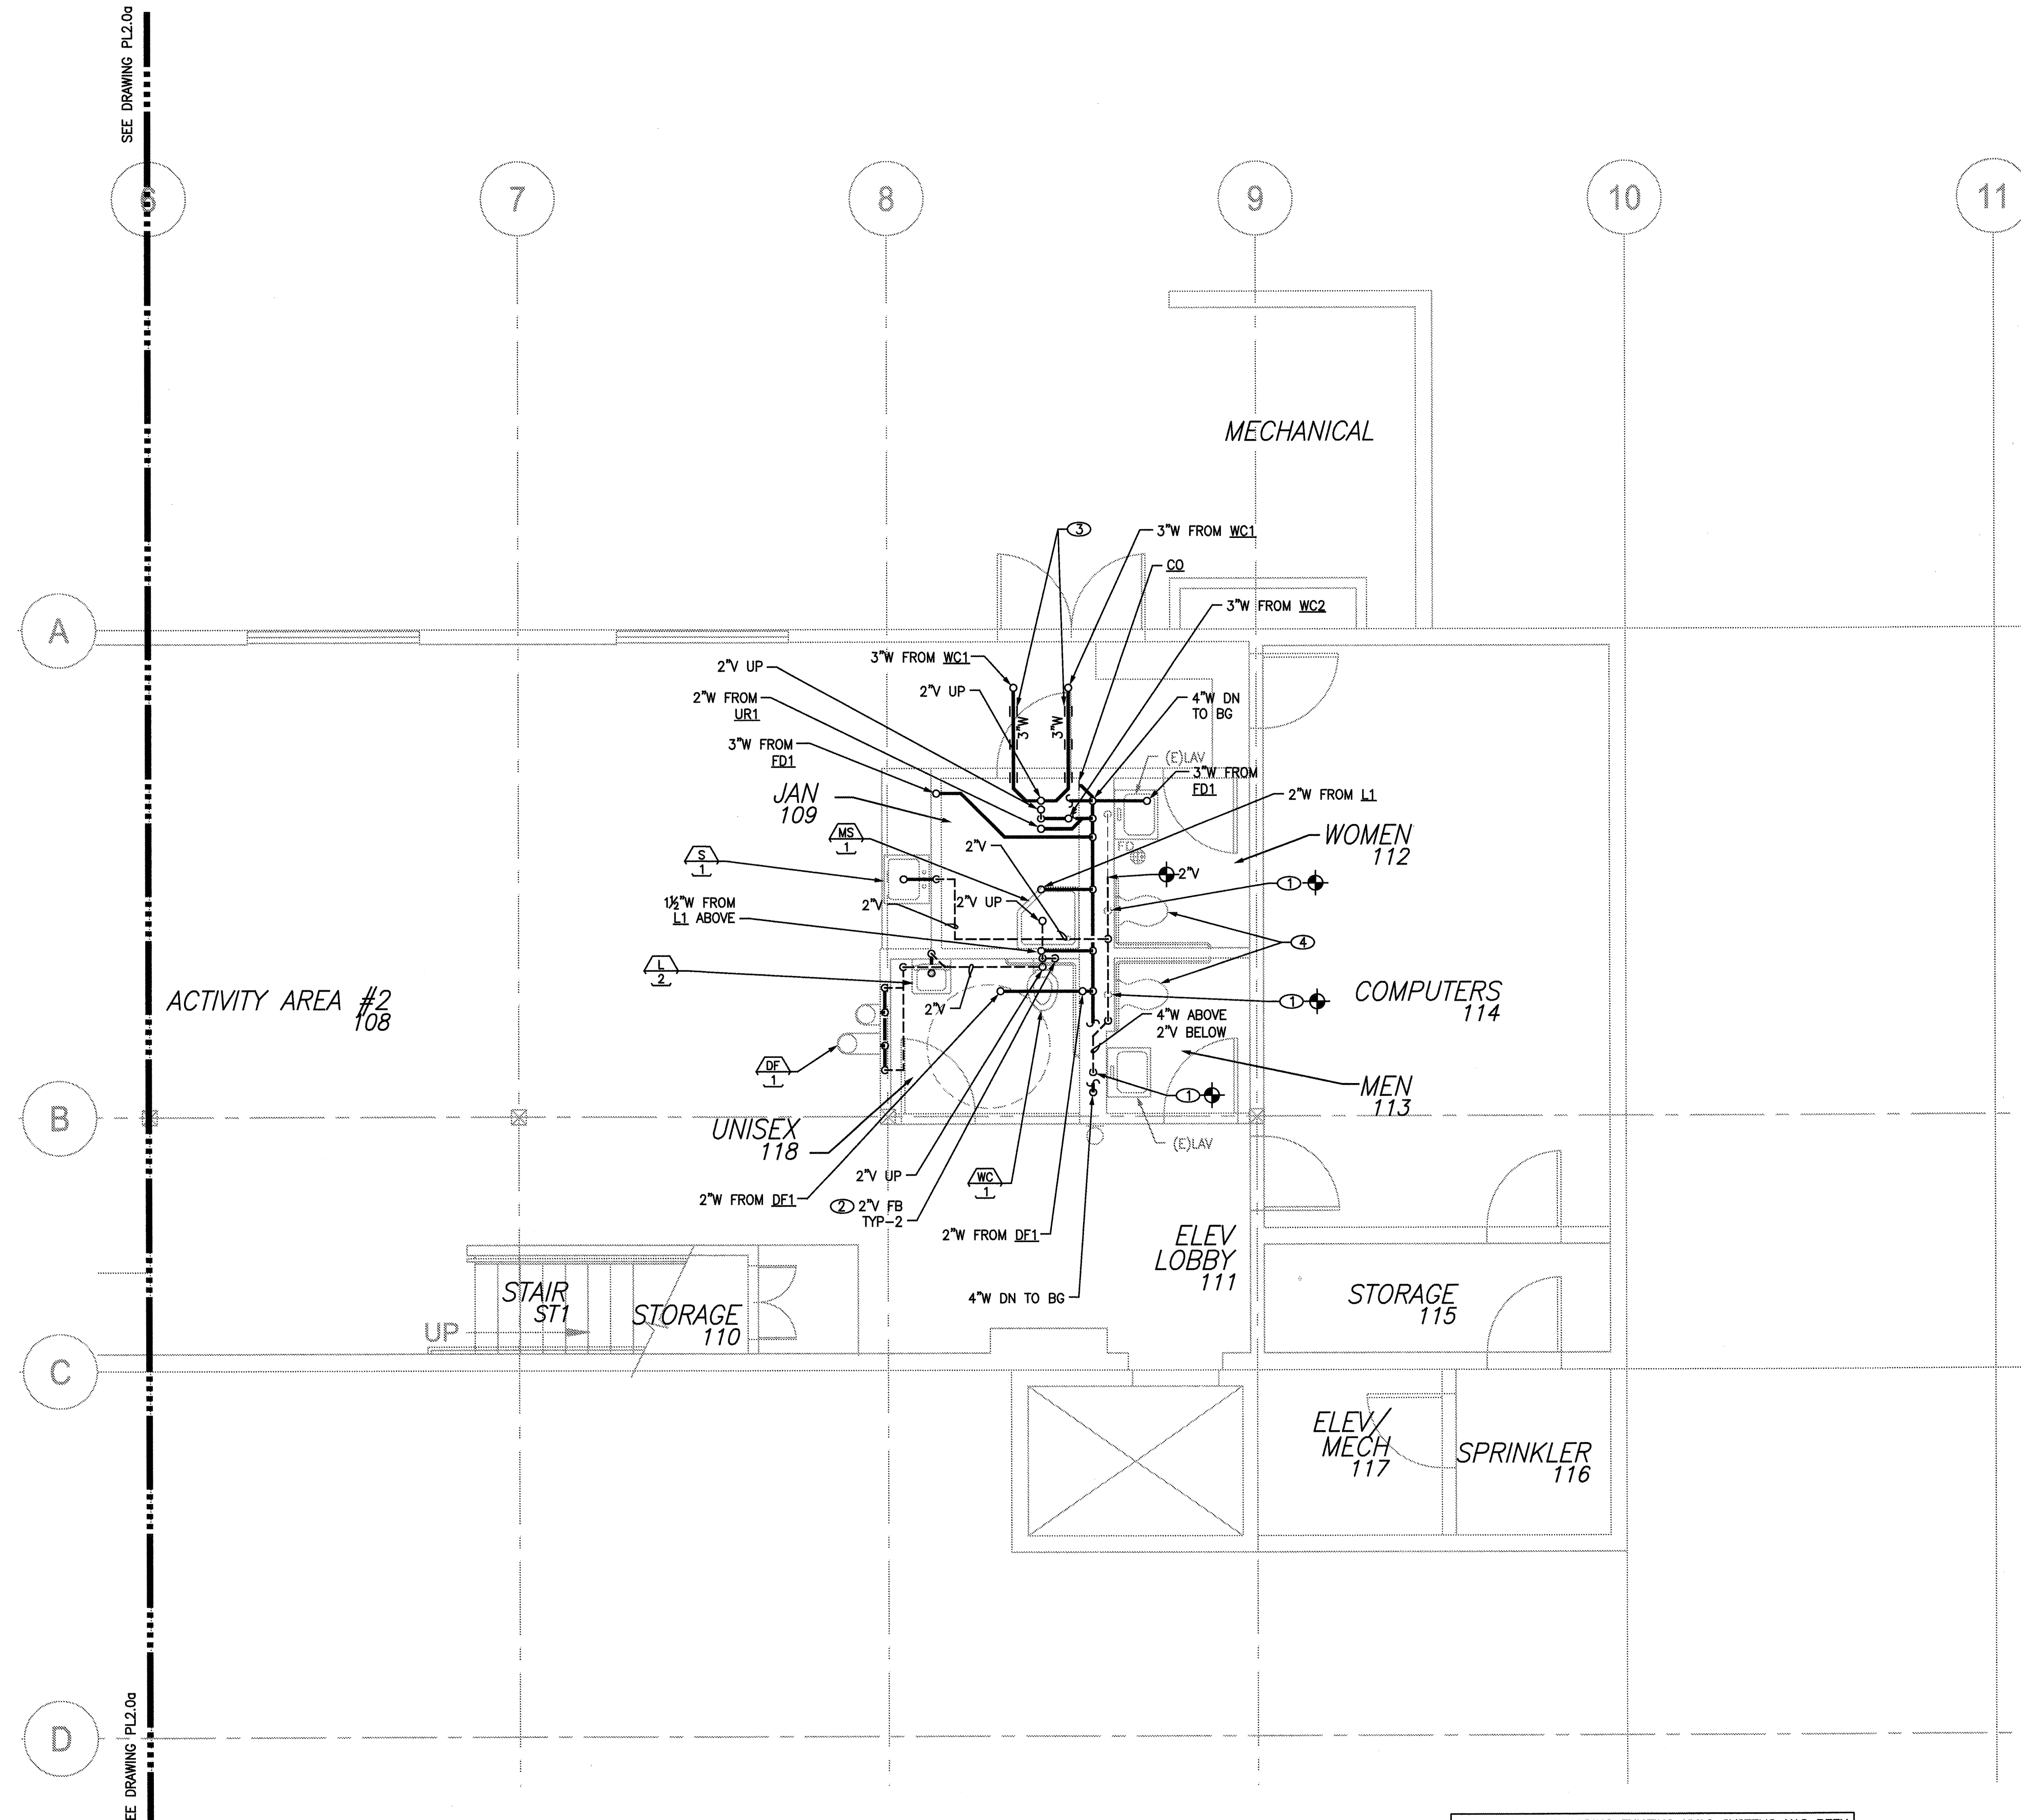 SEE DRAWING PL2.0a
6
7
8
9
10
11
MECHANICAL
3
3"W FROM WC1
CO
3"W FROM WC2
A
3"W FROM WC1
2"V UP
2"V UP
2"W FROM
UR1
4"W DN
TO BG
3"W
3"W
3"W FROM
FD1
(E)LAV
3"W FROM
FD1
JAN
109
2"W FROM L1
MS
1
2"V
WOMEN
112
FD
S
1
2"V
1
1½"W FROM
L1 ABOVE
2"V
2"V UP
4
L
2
ACTIVITY AREA #2
108
2"V
1
COMPUTERS
114
4"W ABOVE
2"V BELOW
DF
1
MEN
113
1
B
UNISEX
118
(E)LAV
2"V UP
WC
1
2"W FROM DF1
2 2"V FB
TYP-2
2"W FROM DF1
ELEV
LOBBY
111
STAIR
ST1
STORAGE
110
UP
4"W DN TO BG
STORAGE
115
C
ELEV/
MECH
117
SPRINKLER
116
D
EE DRAWING PL2.0a